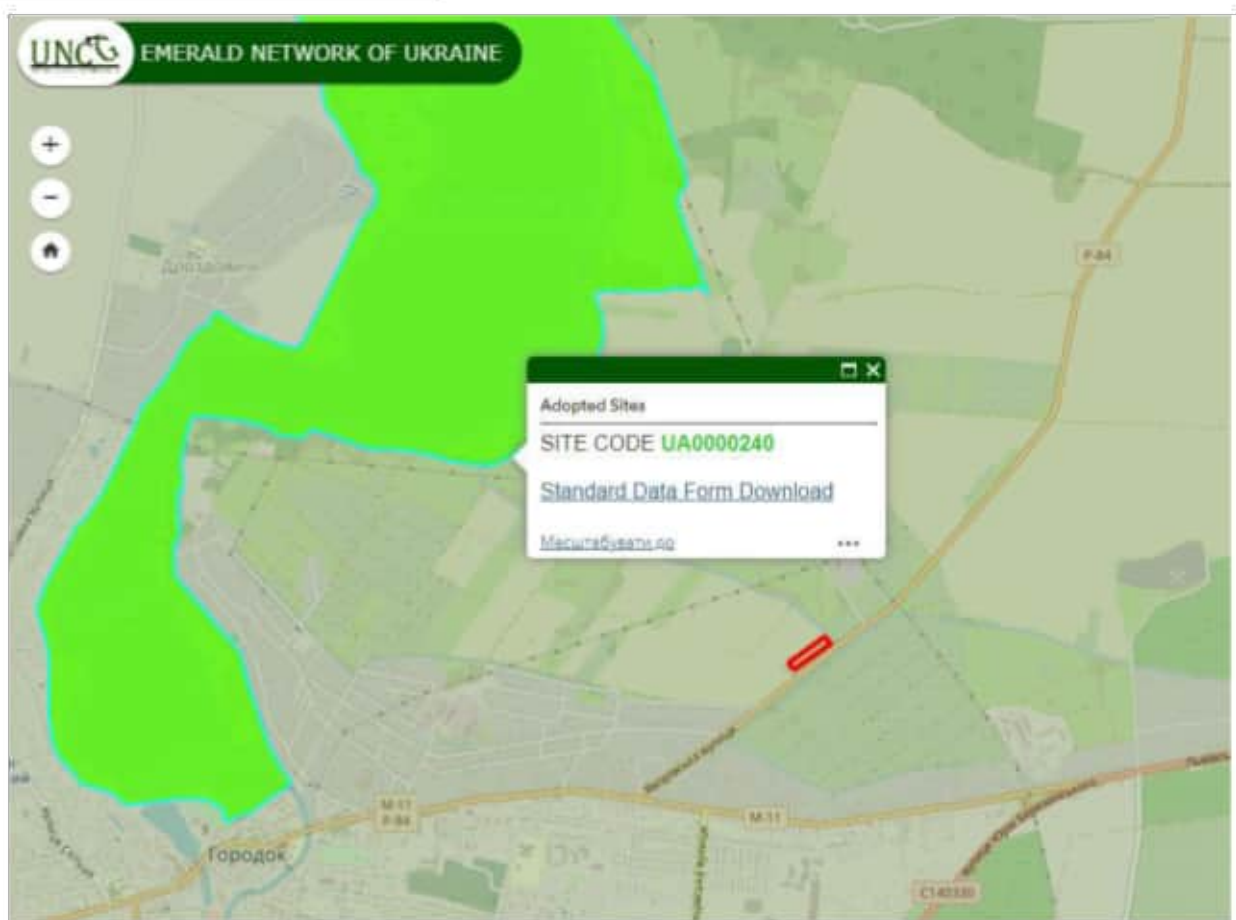 UNCG
EMERALD NETWORK OF UKRAINE
+
−
Дроздовичі
P-84
Adopted Sites
SITE CODE UA0000240
Standard Data Form Download
Масштабувати до
...
М-11
P-84
М-11
Городок
C140330